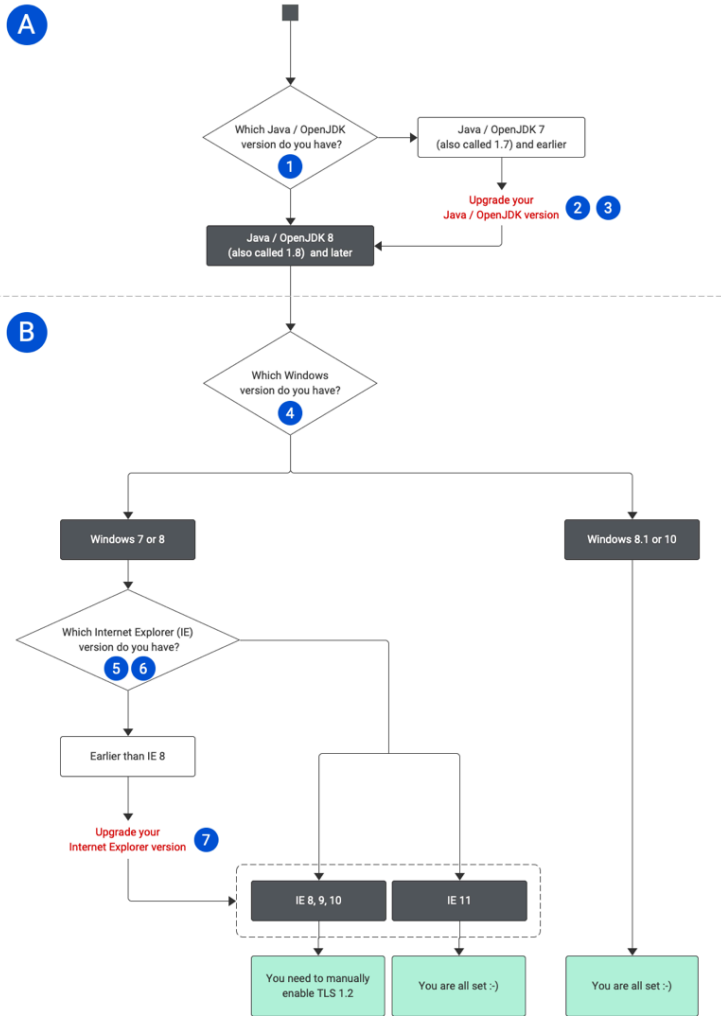 A
Which Java / OpenJDK
version do you have?
1
Java / OpenJDK 7
(also called 1.7) and earlier
Upgrade your
Java / OpenJDK version
2
3
Java / OpenJDK 8
(also called 1.8) and later
B
Which Windows
version do you have?
4
Windows 7 or 8
Windows 8.1 or 10
Which Internet Explorer (IE)
version do you have?
5
6
Earlier than IE 8
Upgrade your
Internet Explorer version
7
IE 8, 9, 10
IE 11
You need to manually
enable TLS 1.2
You are all set :-)
You are all set :-)